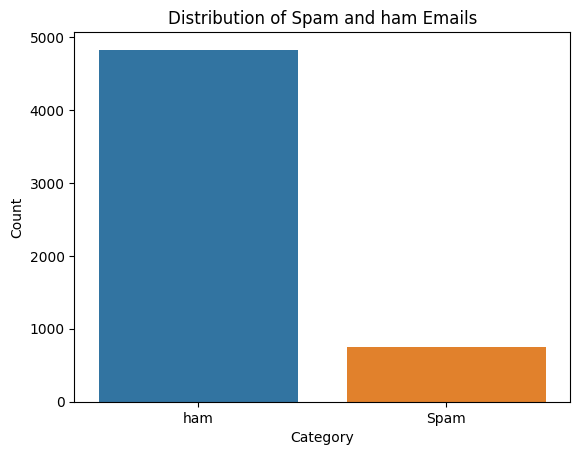 Distribution of Spam and ham Emails
5000
4000
3000
2000
1000
0
Count
ham
Spam
Category